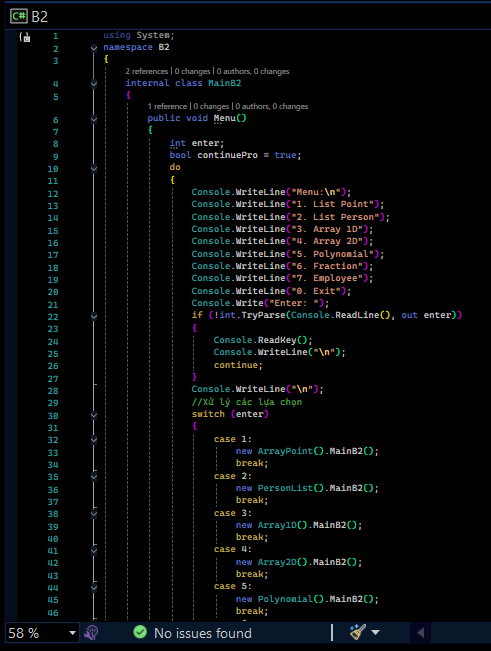 C# B2
1 using System;
2 namespace B2
3 {
2 references | 0 changes | 0 authors, 0 changes
4 internal class MainB2
5 {
1 reference | 0 changes | 0 authors, 0 changes
6 public void Menu()
7 {
8 int enter;
9 bool continuePro = true;
10 do
11 {
12 Console.WriteLine("Menu:\n");
13 Console.WriteLine("1. List Point");
14 Console.WriteLine("2. List Person");
15 Console.WriteLine("3. Array 1D");
16 Console.WriteLine("4. Array 2D");
17 Console.WriteLine("5. Polynomial");
18 Console.WriteLine("6. Fraction");
19 Console.WriteLine("7. Employee");
20 Console.WriteLine("0. Exit");
21 Console.Write("Enter: ");
22 if (!int.TryParse(Console.ReadLine(), out enter))
23 {
24 Console.ReadKey();
25 Console.WriteLine("\n");
26 continue;
27 }
28 Console.WriteLine("\n");
29 //Xử lý các lựa chọn
30 switch (enter)
31 {
32 case 1:
33 new ArrayPoint().MainB2();
34 break;
35 case 2:
36 new PersonList().MainB2();
37 break;
38 case 3:
39 new Array1D().MainB2();
40 break;
41 case 4:
42 new Array2D().MainB2();
43 break;
44 case 5:
45 new Polynomial().MainB2();
46 break;
58 % No issues found